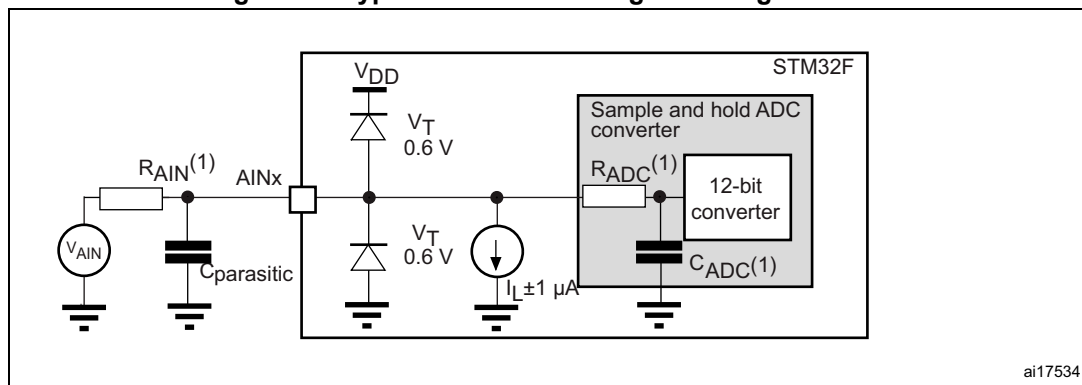 STM32F
VDD
Sample and hold ADC
converter
VT
0.6 V
RAIN(1)
AINx
RADC(1)
12-bit
converter
VAIN
Cparasitic
VT
0.6 V
IL±1 µA
CADC(1)
ai17534